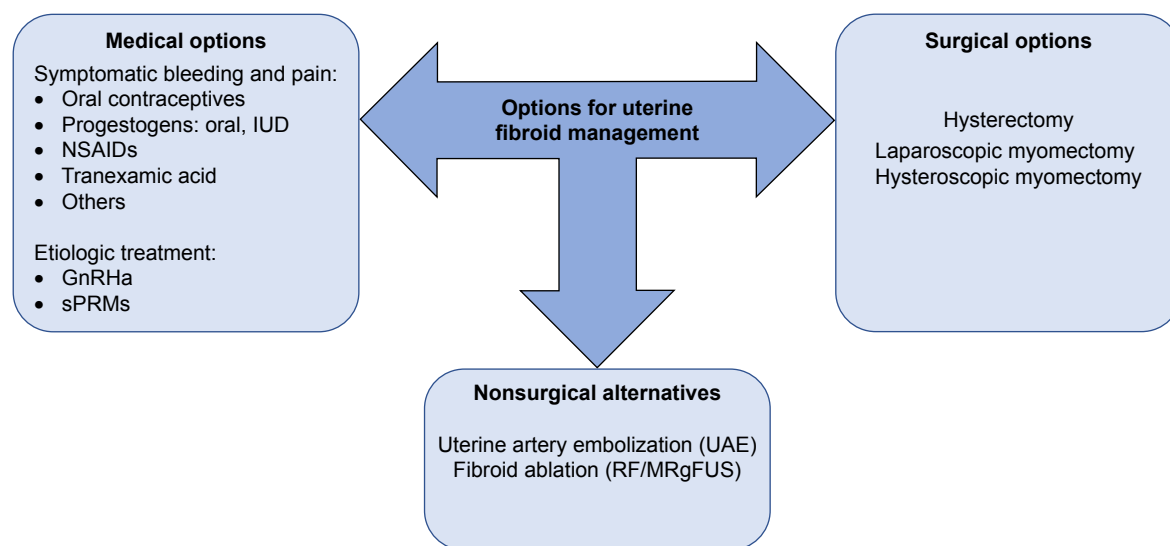 Medical options
Symptomatic bleeding and pain:
• Oral contraceptives
• Progestogens: oral, IUD
• NSAIDs
• Tranexamic acid
• Others
Etiologic treatment:
• GnRHa
• sPRMs
Options for uterine
fibroid management
Surgical options
Hysterectomy
Laparoscopic myomectomy
Hysteroscopic myomectomy
Nonsurgical alternatives
Uterine artery embolization (UAE)
Fibroid ablation (RF/MRgFUS)